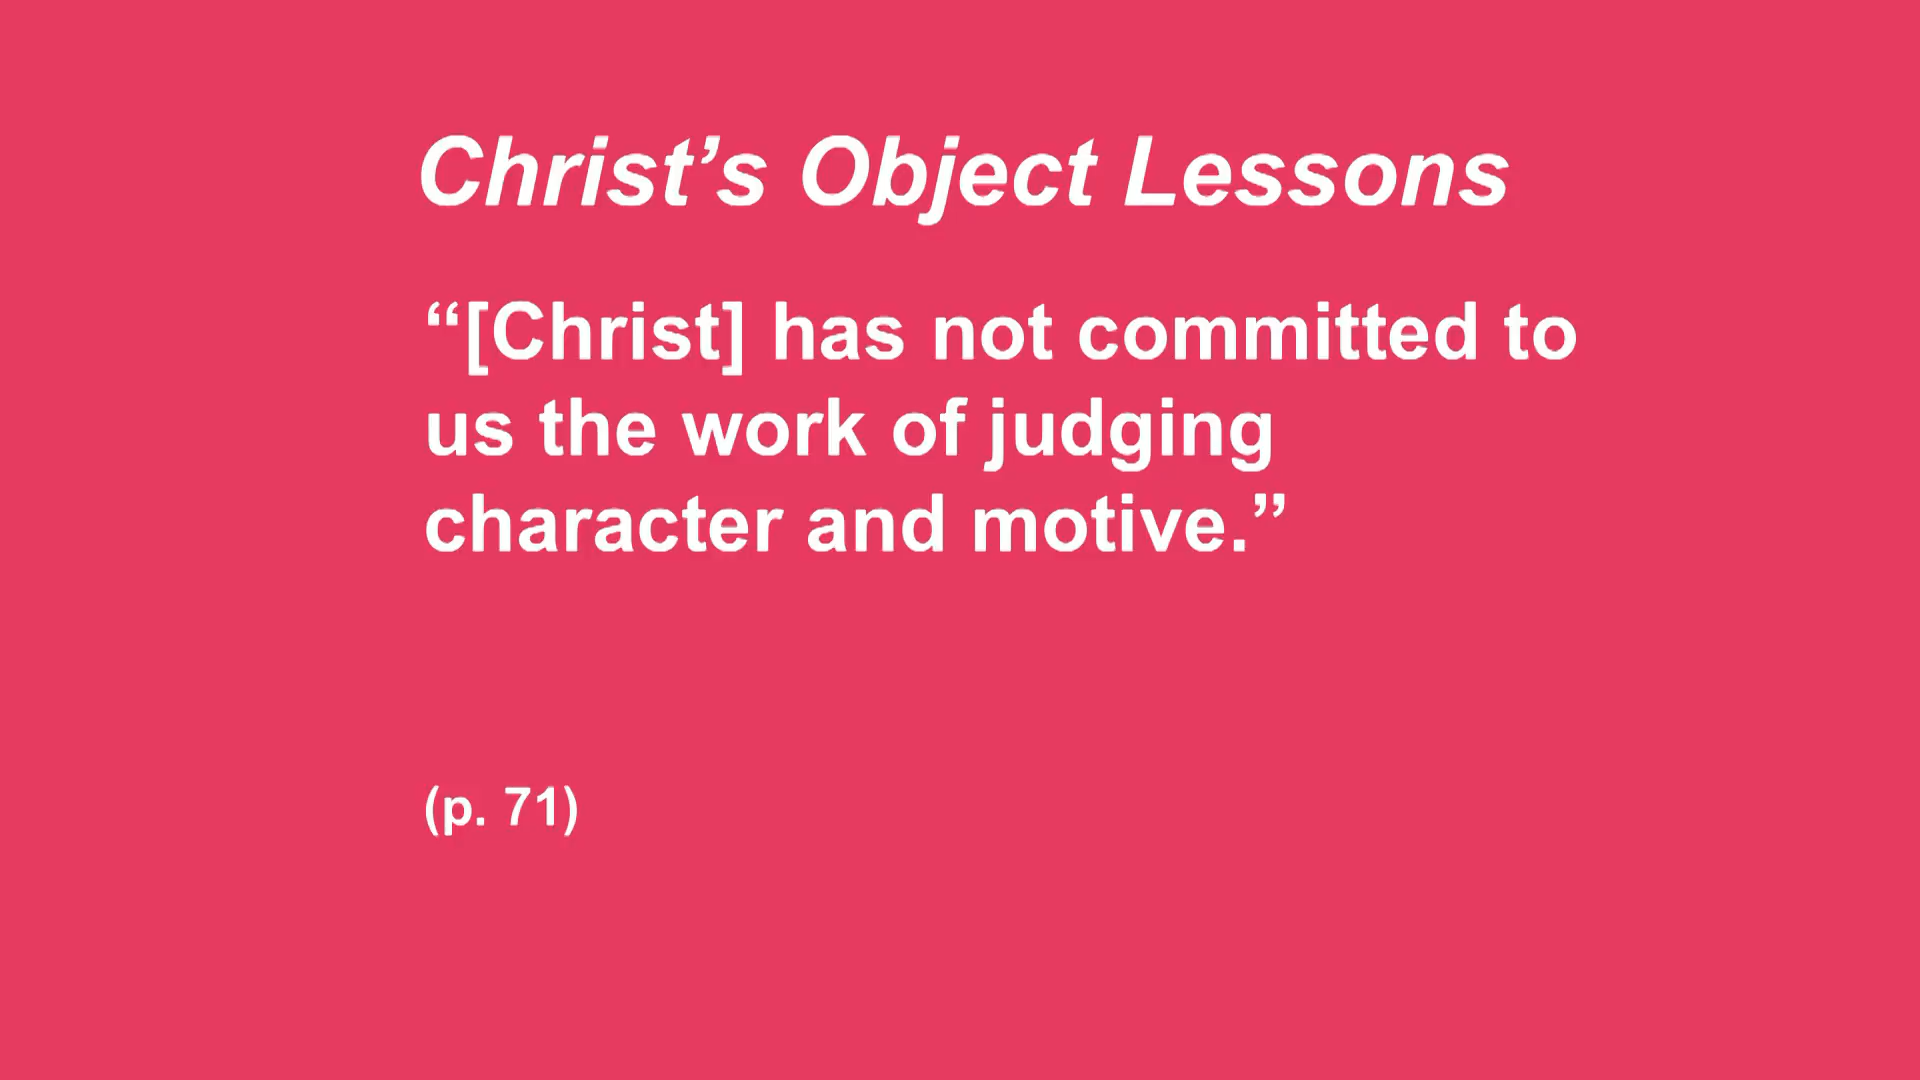 Christ’s Object Lessons
“[Christ] has not committed to
us the work of judging
character and motive.”
(p. 71)